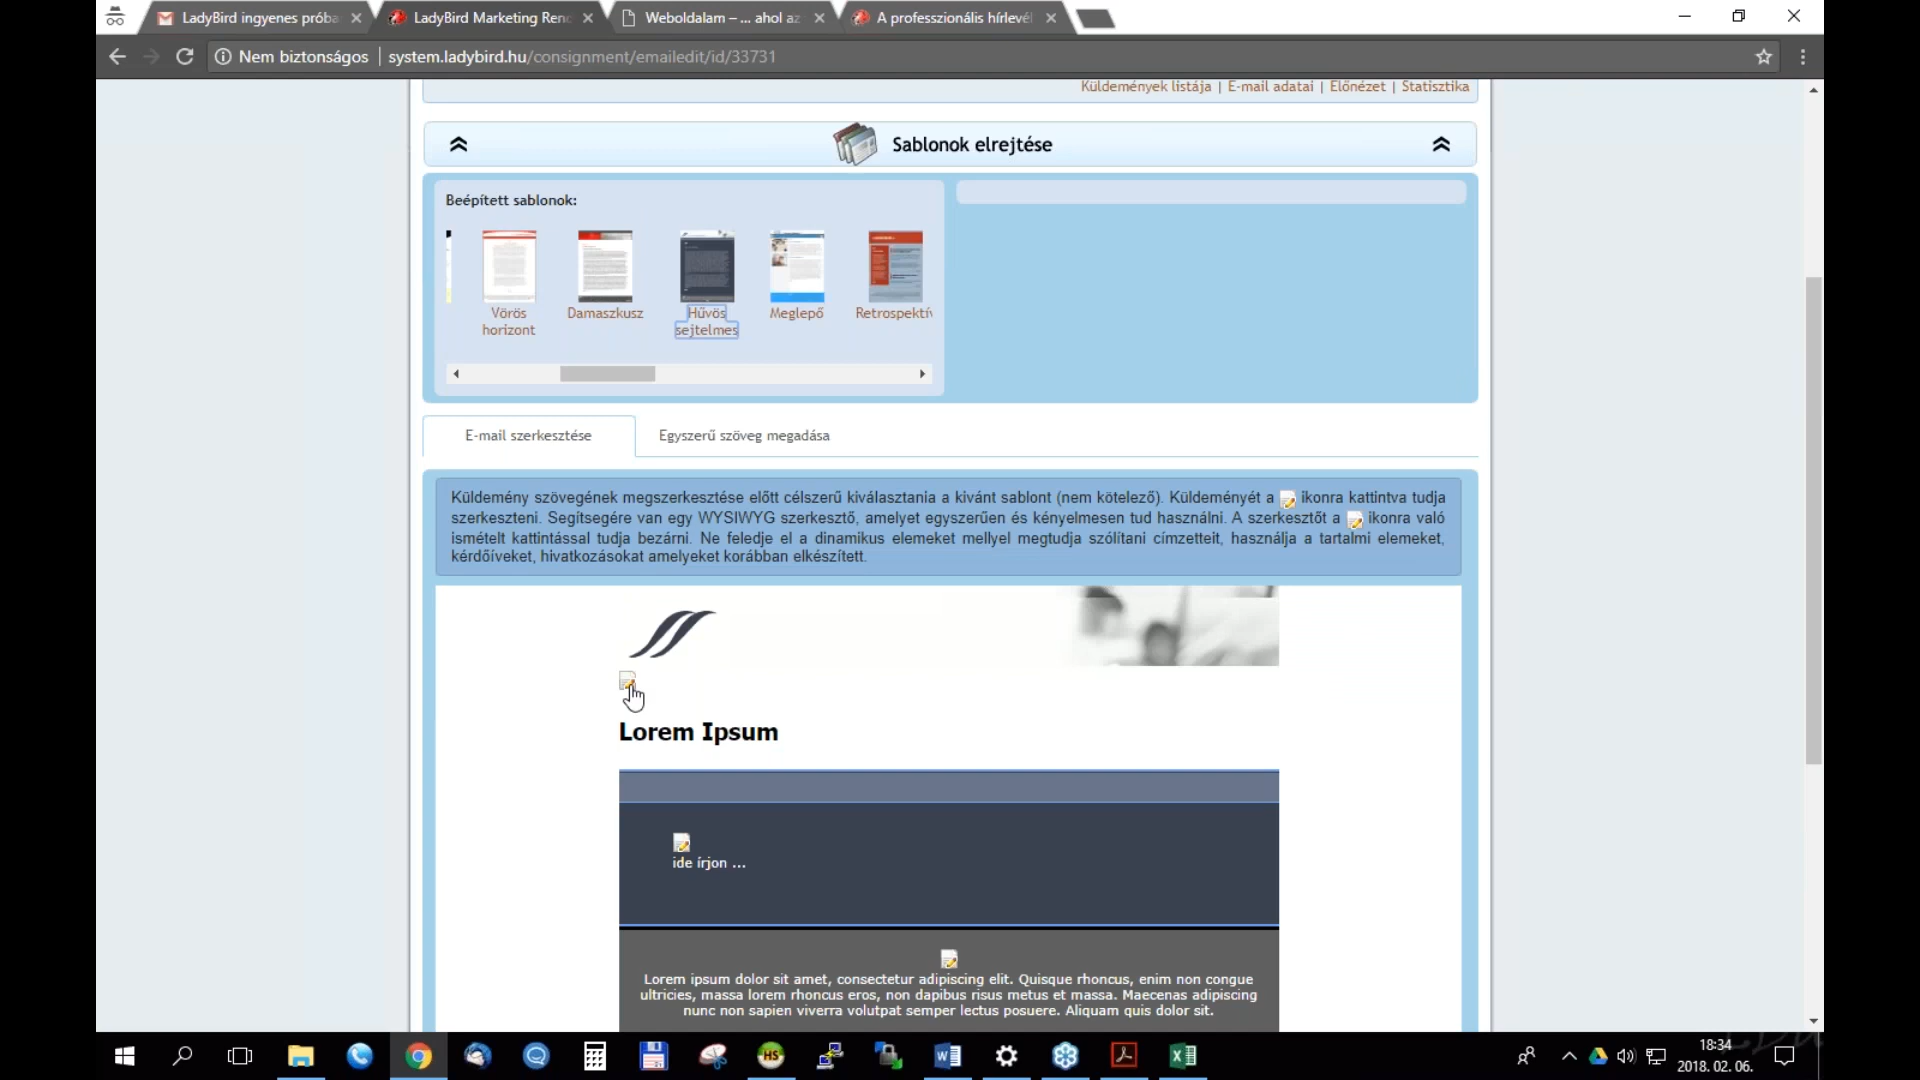 LadyBird ingyenes próba
LadyBird Marketing Rend
Weboldalam – ... ahol az
A professzionális hírlevél
Nem biztonságos
system.ladybird.hu/consignment/emailedit/id/33731
Küldemények listája | E-mail adatai | Előnézet | Statisztika
Sablonok elrejtése
Beépített sablonok:
Vörös horizont
Damaszkusz
Hűvös sejtelmes
Meglepő
Retrospektív
E-mail szerkesztése
Egyszerű szöveg megadása
Küldemény szövegének megszerkesztése előtt célszerű kiválasztania a kivánt sablont (nem kötelező). Küldeményét a ikonra kattintva tudja
szerkeszteni. Segítsegére van egy WYSIWYG szerkesztő, amelyet egyszerűen és kényelmesen tud használni. A szerkesztőt a ikonra való
ismételt kattintással tudja bezárni. Ne feledje el a dinamikus elemeket mellyel megtudja szólítani címzetteit, használja a tartalmi elemeket,
kérdőíveket, hivatkozásokat amelyeket korábban elkészített.
Lorem Ipsum
ide írjon ...
Lorem ipsum dolor sit amet, consectetur adipiscing elit. Quisque rhoncus, enim non congue
ultricies, massa lorem rhoncus eros, non dapibus risus metus et massa. Maecenas adipiscing
nunc non sapien viverra volutpat semper lectus posuere. Aliquam quis dolor sit.
HS
18:34
2018. 02. 06.